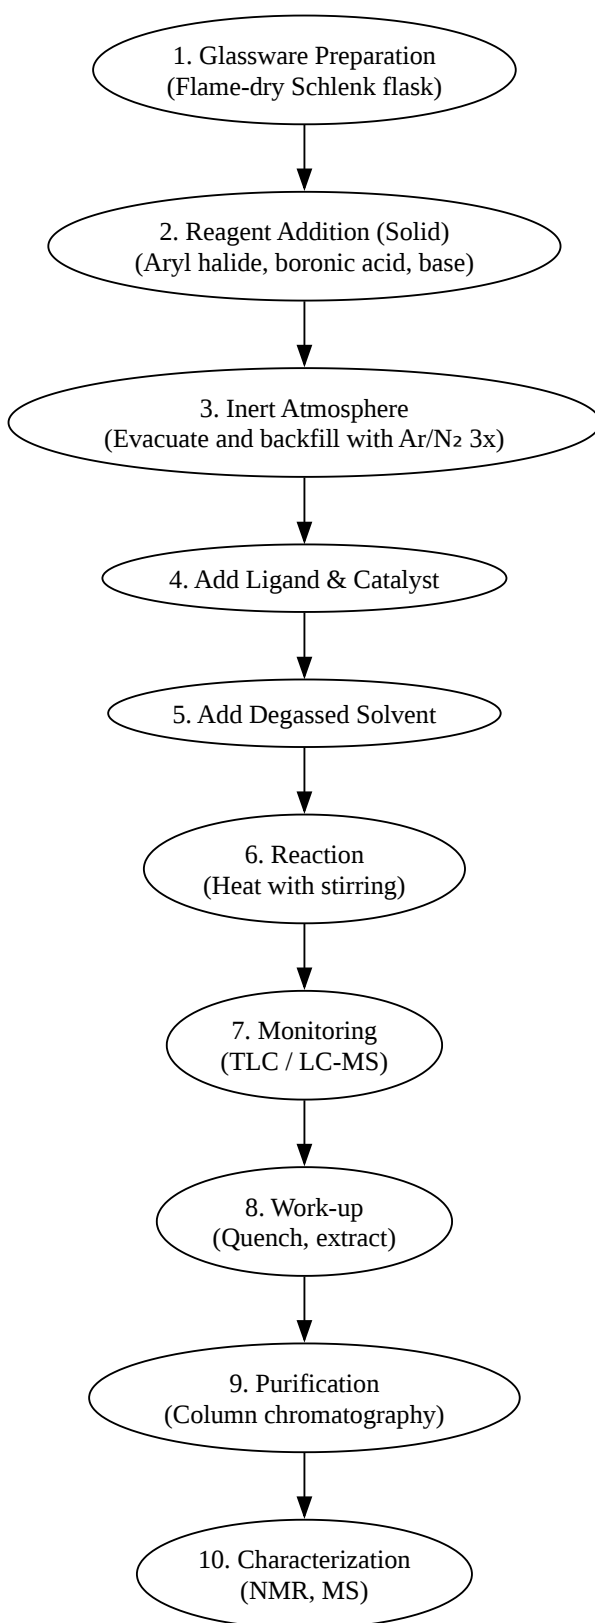 1. Glassware Preparation
(Flame-dry Schlenk flask)
2. Reagent Addition (Solid)
(Aryl halide, boronic acid, base)
3. Inert Atmosphere
(Evacuate and backfill with Ar/N₂ 3x)
4. Add Ligand & Catalyst
5. Add Degassed Solvent
6. Reaction
(Heat with stirring)
7. Monitoring
(TLC / LC-MS)
8. Work-up
(Quench, extract)
9. Purification
(Column chromatography)
10. Characterization
(NMR, MS)